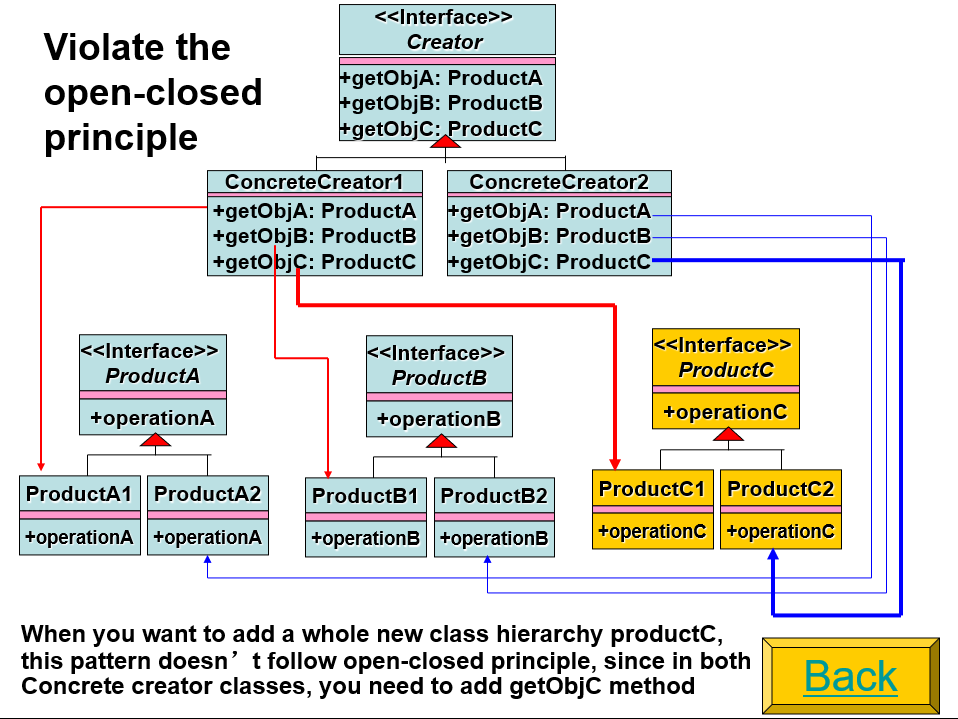 Violate the
open-closed
principle
<<Interface>>
Creator
+getObjA: ProductA
+getObjB: ProductB
+getObjC: ProductC
ConcreteCreator1
+getObjA: ProductA
+getObjB: ProductB
+getObjC: ProductC
ConcreteCreator2
+getObjA: ProductA
+getObjB: ProductB
+getObjC: ProductC
<<Interface>>
ProductA
+operationA
<<Interface>>
ProductB
+operationB
<<Interface>>
ProductC
+operationC
ProductA1
+operationA
ProductA2
+operationA
ProductB1
+operationB
ProductB2
+operationB
ProductC1
+operationC
ProductC2
+operationC
When you want to add a whole new class hierarchy productC,
this pattern doesn’t follow open-closed principle, since in both
Concrete creator classes, you need to add getObjC method
Back